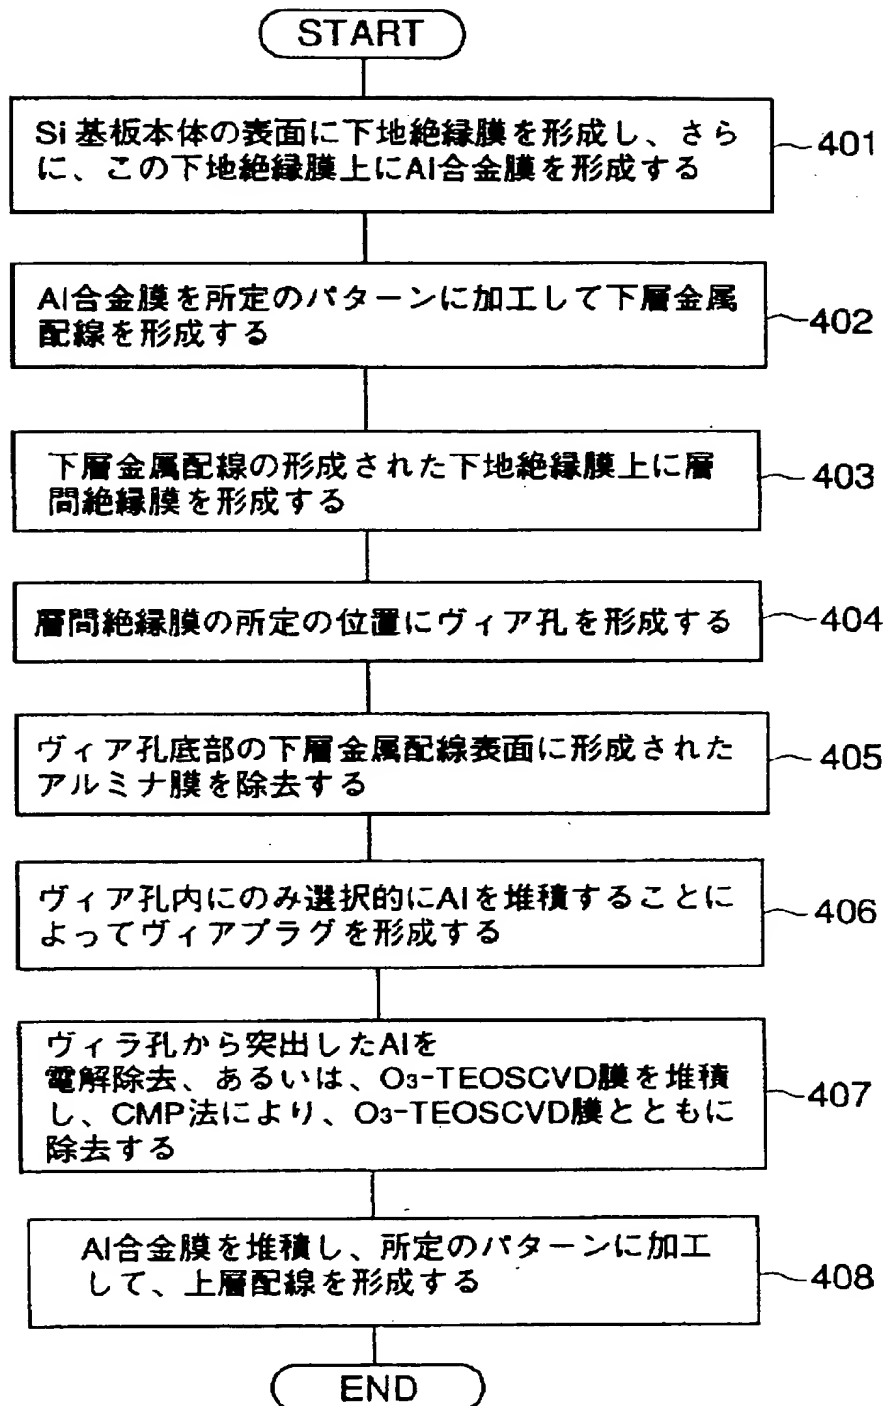 START
Si基板本体の表面に下地絶縁膜を形成し、さら
に、この下地絶縁膜上にAl合金膜を形成する
401
Al合金膜を所定のパターンに加工して下層金属
配線を形成する
402
下層金属配線の形成された下地絶縁膜上に層
間絶縁膜を形成する
403
層間絶縁膜の所定の位置にヴィア孔を形成する
404
ヴィア孔底部の下層金属配線表面に形成された
アルミナ膜を除去する
405
ヴィア孔内にのみ選択的にAlを堆積することに
よってヴィアプラグを形成する
406
ヴィラ孔から突出したAlを
電解除去、あるいは、O₃-TEOSCVD膜を堆積
し、CMP法により、O₃-TEOSCVD膜とともに
除去する
407
Al合金膜を堆積し、所定のパターンに加工
して、上層配線を形成する
408
END